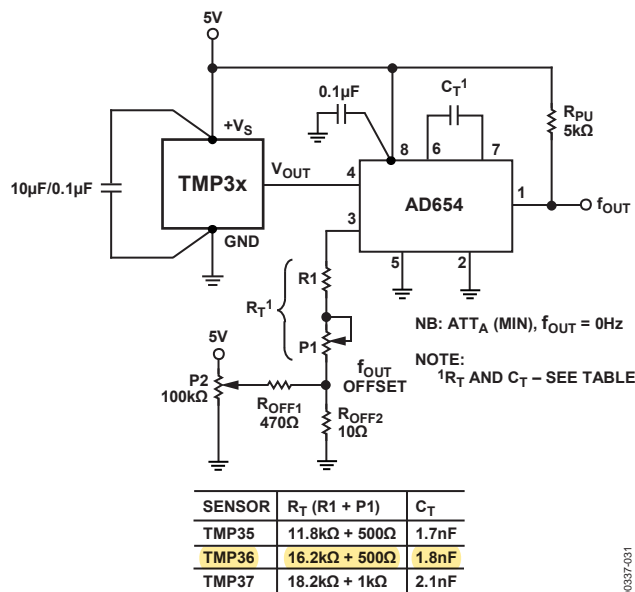 5V
0.1µF
C_T¹
R_PU
5kΩ
+V_S
8
6
7
10µF/0.1µF
TMP3x
V_OUT
4
AD654
1
f_OUT
3
GND
5
2
R1
R_T¹
P1
NB: ATT_A (MIN), f_OUT = 0Hz
5V
f_OUT
OFFSET
NOTE:
¹R_T AND C_T – SEE TABLE
P2
100kΩ
R_OFF1
470Ω
R_OFF2
10Ω
SENSOR R_T (R1 + P1) C_T
TMP35 11.8kΩ + 500Ω 1.7nF
TMP36 16.2kΩ + 500Ω 1.8nF
TMP37 18.2kΩ + 1kΩ 2.1nF